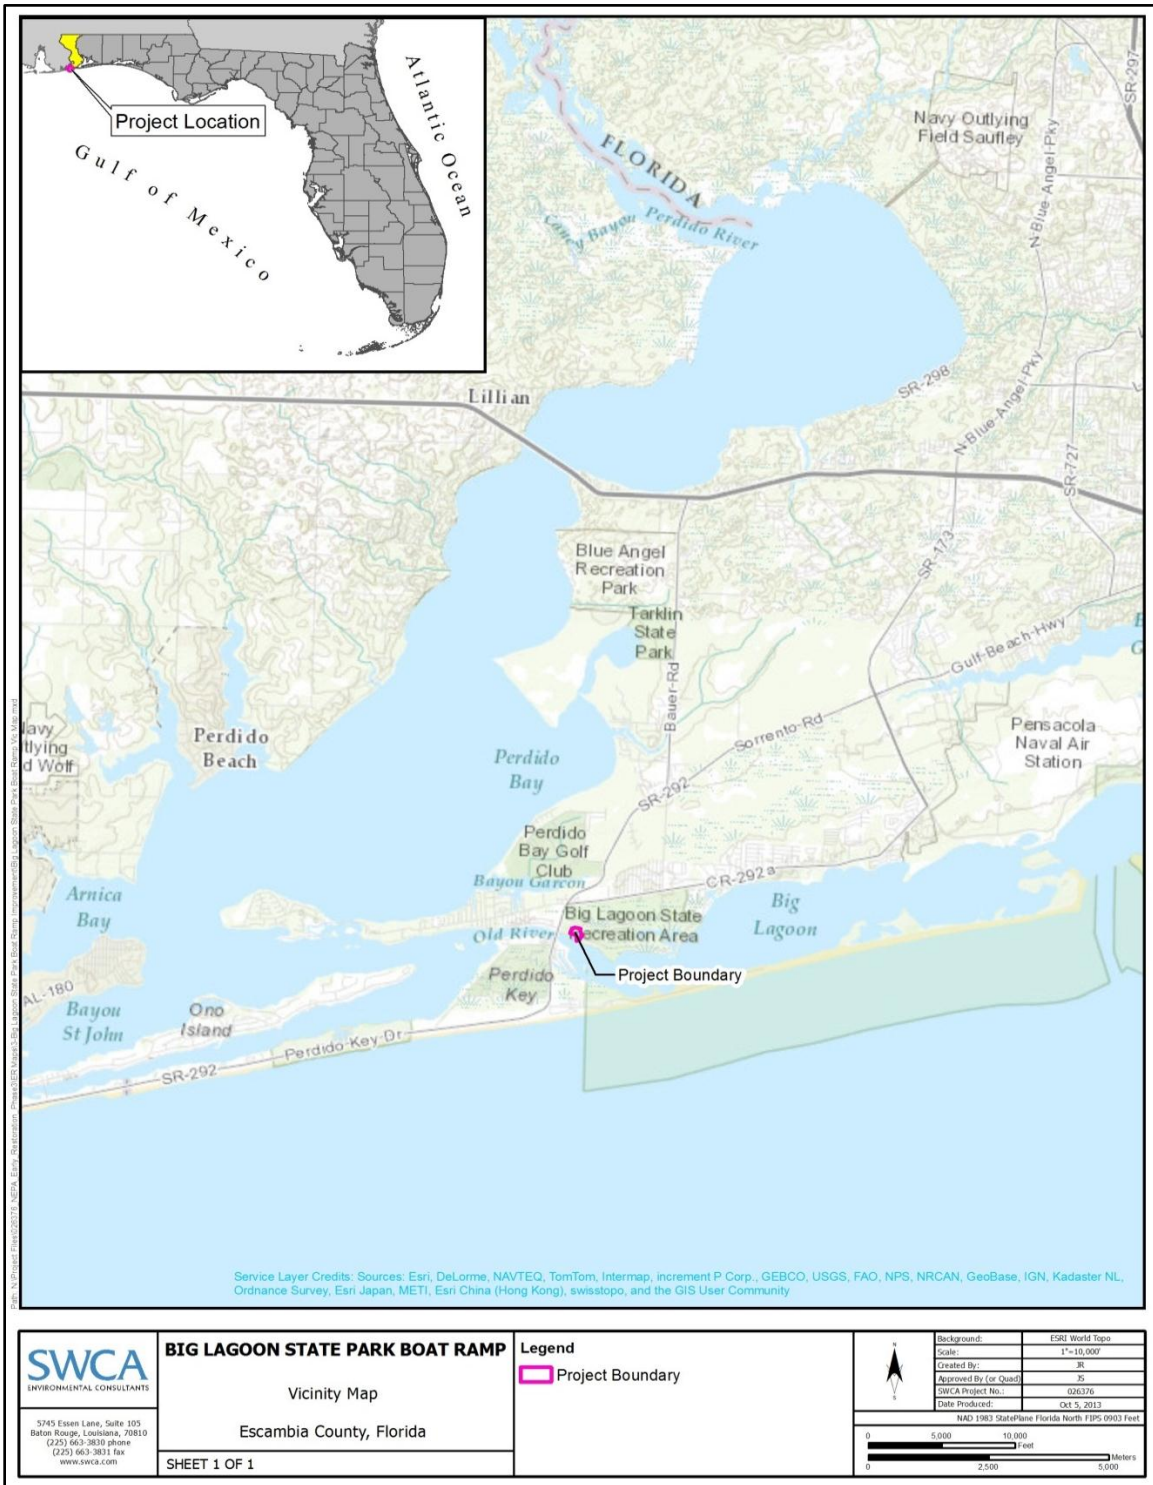 Project Location
Gulf of Mexico
Atlantic Ocean
FLORIDA
Caney Bayou
Perdido River
Navy Outlying
Field Saufley
SR-297
N-Blue-Angel-Pky
Lillian
SR-298
N-Blue-Angel-Pky
SR-727
SR-173
Blue Angel
Recreation
Park
Tarklin
State
Park
Bauer-Rd
Gulf-Beach-Hwy
Sorrento-Rd
SR-292
Pensacola
Naval Air
Station
Perdido
Beach
Perdido
Bay
Perdido
Bay Golf
Club
Bayou Garcon
CR-292a
Arnica
Bay
Old River
Big Lagoon State
Recreation Area
Big
Lagoon
Project Boundary
Perdido
Key
AL-180
Bayou
St John
Ono
Island
Perdido-Key-Dr
SR-292
Service Layer Credits: Sources: Esri, DeLorme, NAVTEQ, TomTom, Intermap, increment P Corp., GEBCO, USGS, FAO, NPS, NRCAN, GeoBase, IGN, Kadaster NL,
Ordnance Survey, Esri Japan, METI, Esri China (Hong Kong), swisstopo, and the GIS User Community
SWCA
ENVIRONMENTAL CONSULTANTS
5745 Essen Lane, Suite 105
Baton Rouge, Louisiana, 70810
(225) 663-3830 phone
(225) 663-3831 fax
www.swca.com
BIG LAGOON STATE PARK BOAT RAMP
Vicinity Map
Escambia County, Florida
SHEET 1 OF 1
Legend
Project Boundary
N
Background: ESRI World Topo
Scale: 1"=10,000'
Created By: JR
Approved By (or Quad) JS
SWCA Project No.: 026376
Date Produced: Oct 5, 2013
NAD 1983 StatePlane Florida North FIPS 0903 Feet
0 5,000 10,000
Feet
Meters
0 2,500 5,000